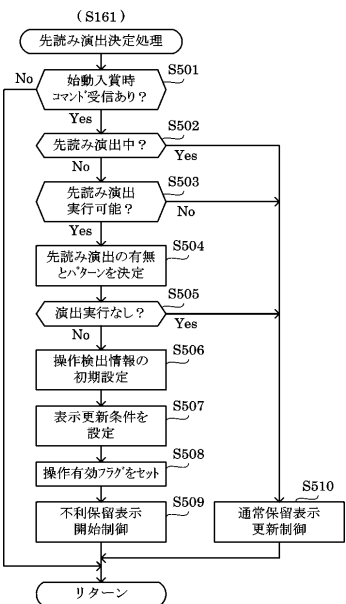 (S161)
先読み演出決定処理
No
始動入賞時
コマンド受信あり？
S501
Yes
S502
先読み演出中？
Yes
No
S503
先読み演出
実行可能？
No
Yes
S504
先読み演出の有無
とパターンを決定
S505
演出実行なし？
No
Yes
S506
操作検出情報の
初期設定
S507
表示更新条件を
設定
S508
操作有効フラグをセット
S509
不利保留表示
開始制御
S510
通常保留表示
更新制御
リターン